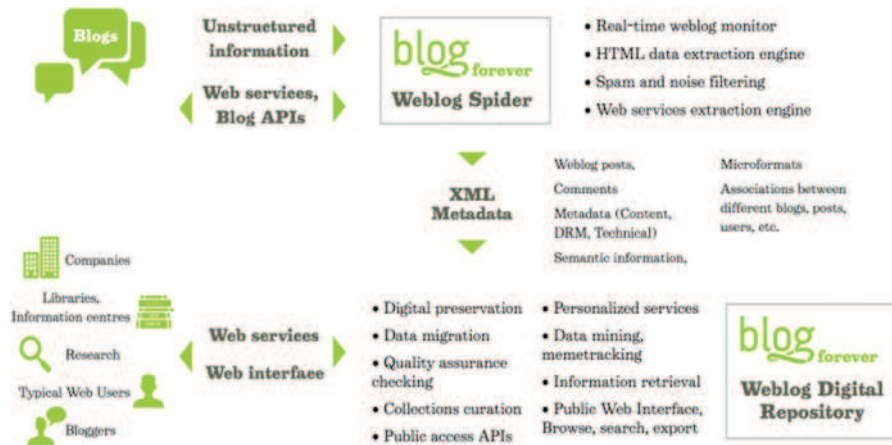 Blogs
Unstructured
information
Web services,
Blog APIs
blog
forever
Weblog Spider
• Real-time weblog monitor
• HTML data extraction engine
• Spam and noise filtering
• Web services extraction engine
XML
Metadata
Weblog posts,
Comments
Metadata (Content,
DRM, Technical)
Semantic information,
Microformats
Associations between
different blogs, posts,
users, etc.
Companies
Libraries,
Information centres
Research
Typical Web Users
Bloggers
Web services
Web interface
• Digital preservation
• Data migration
• Quality assurance
checking
• Collections curation
• Public access APIs
• Personalized services
• Data mining,
memetracking
• Information retrieval
• Public Web Interface,
Browse, search, export
blog
forever
Weblog Digital
Repository